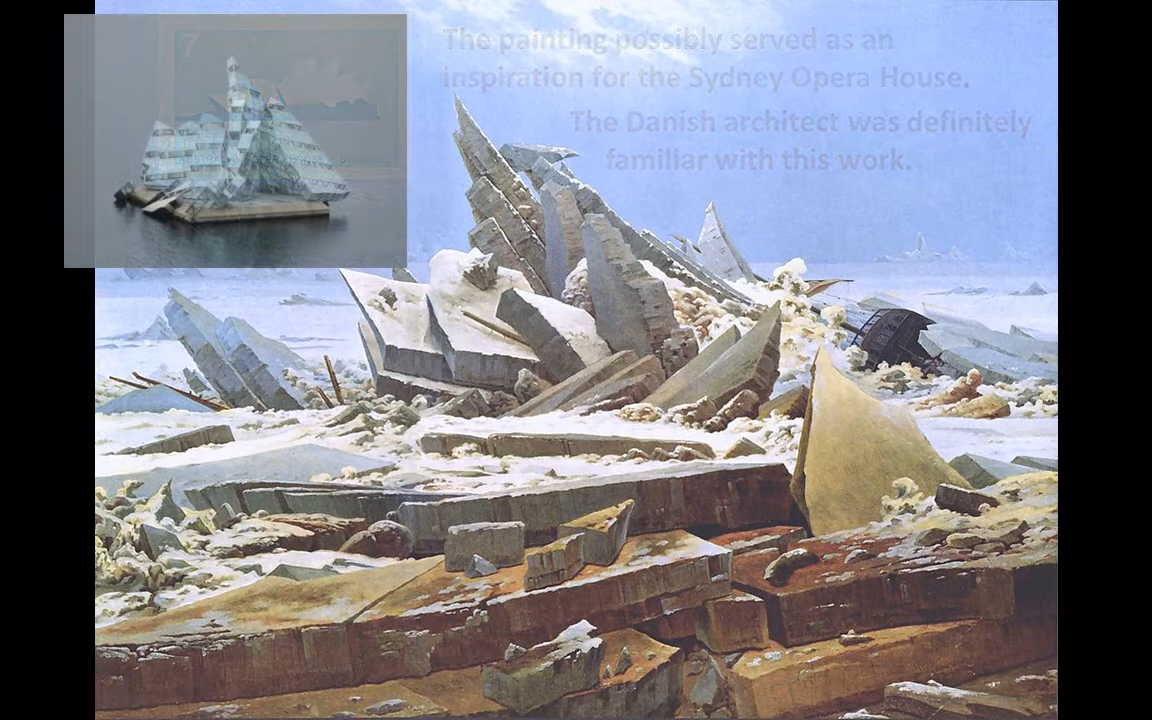 7
The painting possibly served as an
inspiration for the Sydney Opera House.
The Danish architect was definitely
familiar with this work.